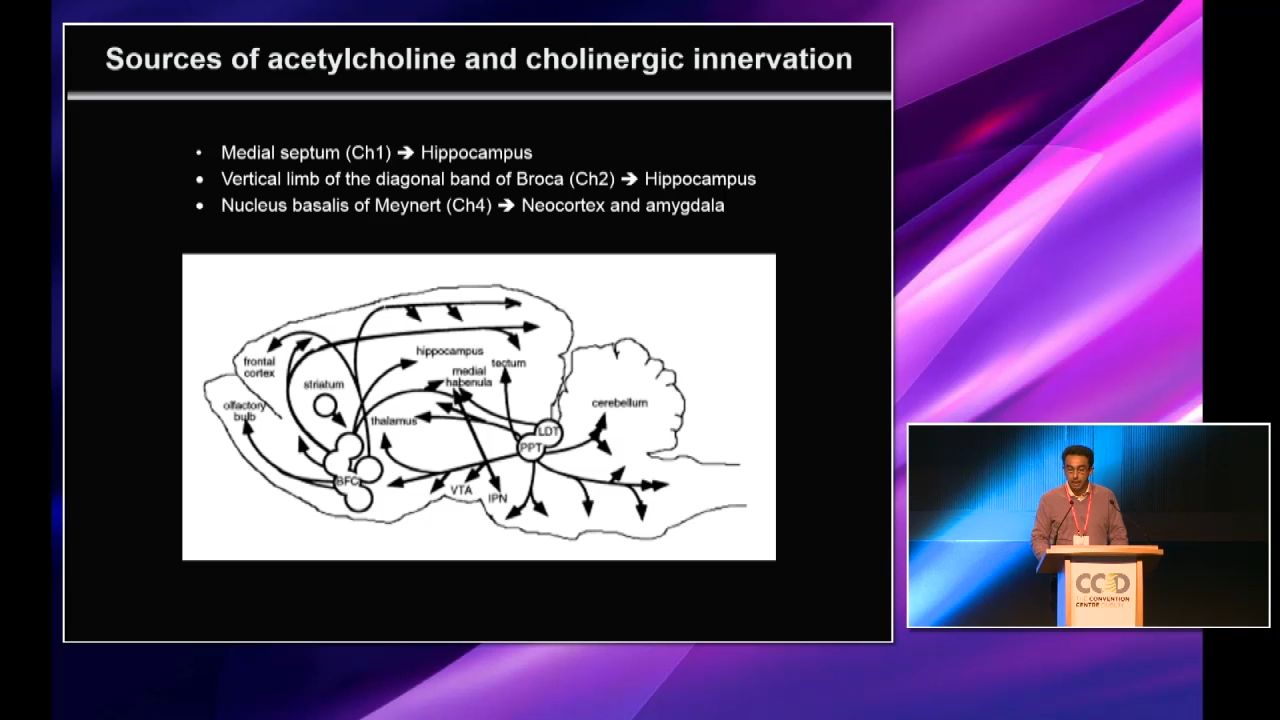 Sources of acetylcholine and cholinergic innervation
• Medial septum (Ch1) ➔ Hippocampus
• Vertical limb of the diagonal band of Broca (Ch2) ➔ Hippocampus
• Nucleus basalis of Meynert (Ch4) ➔ Neocortex and amygdala
frontal
cortex
striatum
olfactory
bulb
hippocampus
medial
habenula
tectum
thalamus
cerebellum
LDT
PPT
BFC
VTA
IPN
CCD
THE CONVENTION
CENTRE DUBLIN